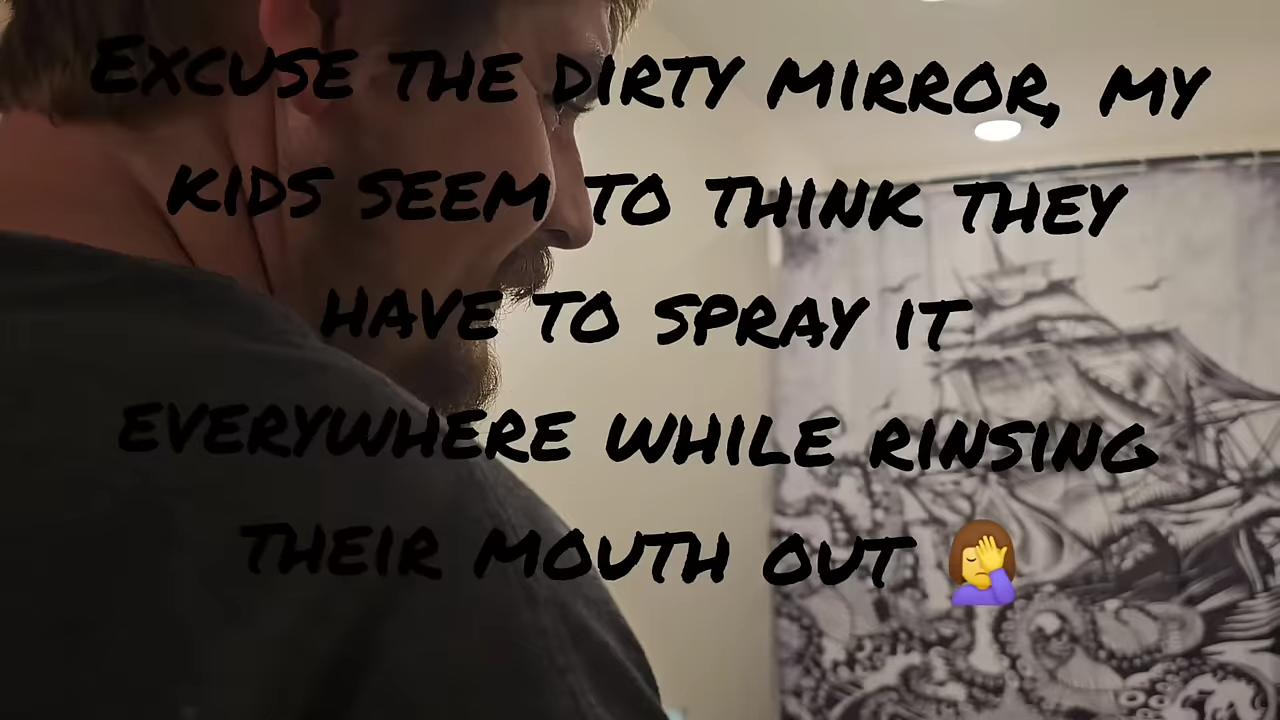 Excuse the dirty mirror, my
kids seem to think they
have to spray it
everywhere while rinsing
their mouth out 🤦‍♀️